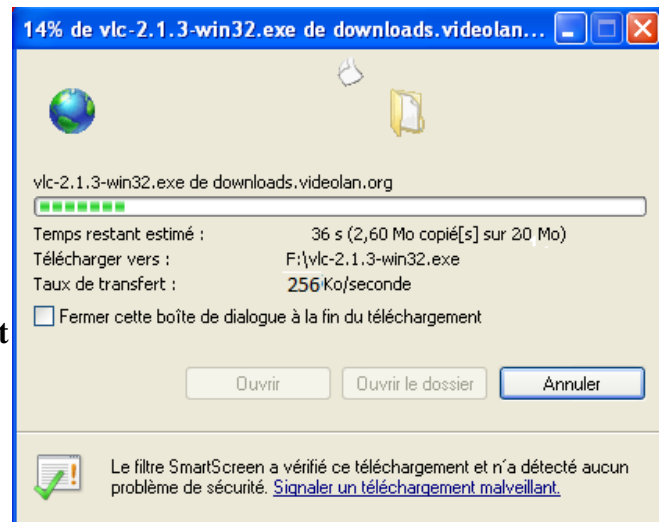 14% de vlc-2.1.3-win32.exe de downloads.videolan...
vlc-2.1.3-win32.exe de downloads.videolan.org
Temps restant estimé : 36 s (2,60 Mo copié[s] sur 20 Mo)
Télécharger vers : F:\vlc-2.1.3-win32.exe
Taux de transfert : 256 Ko/seconde
t
Fermer cette boîte de dialogue à la fin du téléchargement
Ouvrir Ouvrir le dossier Annuler
Le filtre SmartScreen a vérifié ce téléchargement et n´a détecté aucun
problème de sécurité. Signaler un téléchargement malveillant.